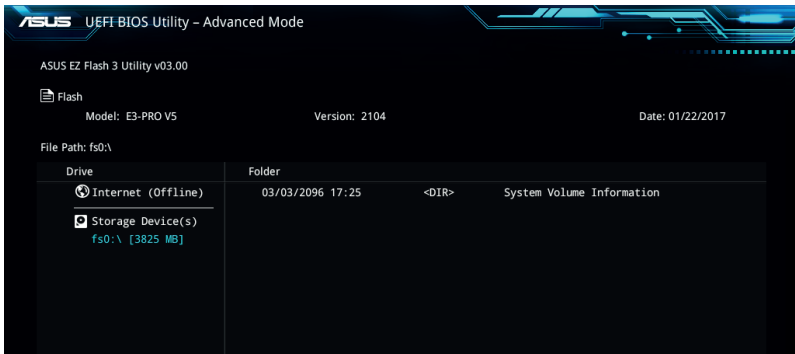 ASUS UEFI BIOS Utility – Advanced Mode
ASUS EZ Flash 3 Utility v03.00
Flash
Model: E3-PRO V5 Version: 2104 Date: 01/22/2017
File Path: fs0:\
Drive Folder
Internet (Offline) 03/03/2096 17:25 <DIR> System Volume Information
Storage Device(s)
fs0:\ [3825 MB]